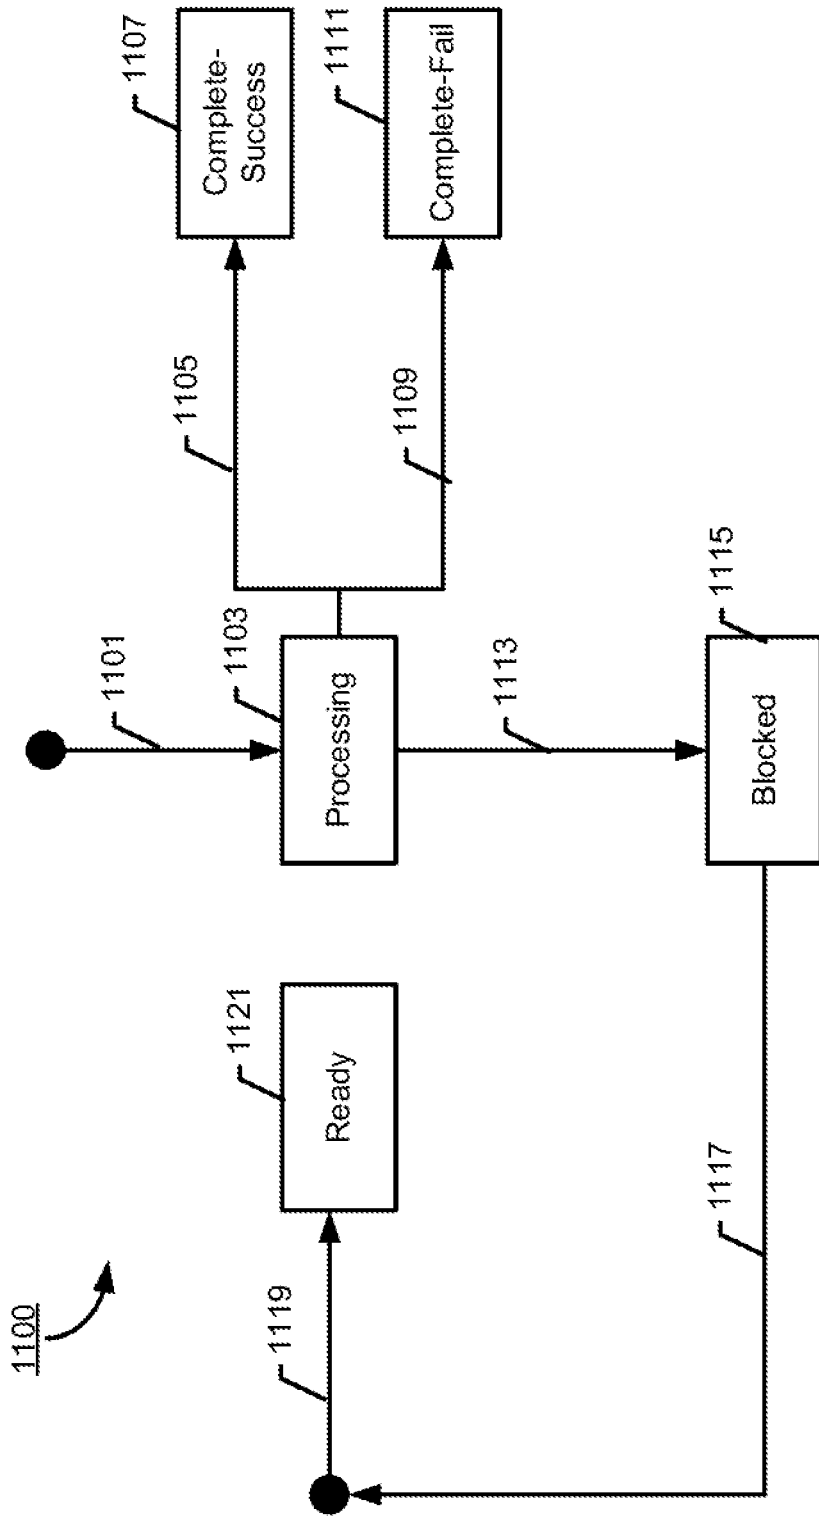 1100
1101
1107
1105
Complete-
Success
1119
1121
1103
Ready
Processing
1111
1109
Complete-Fail
1113
1117
1115
Blocked